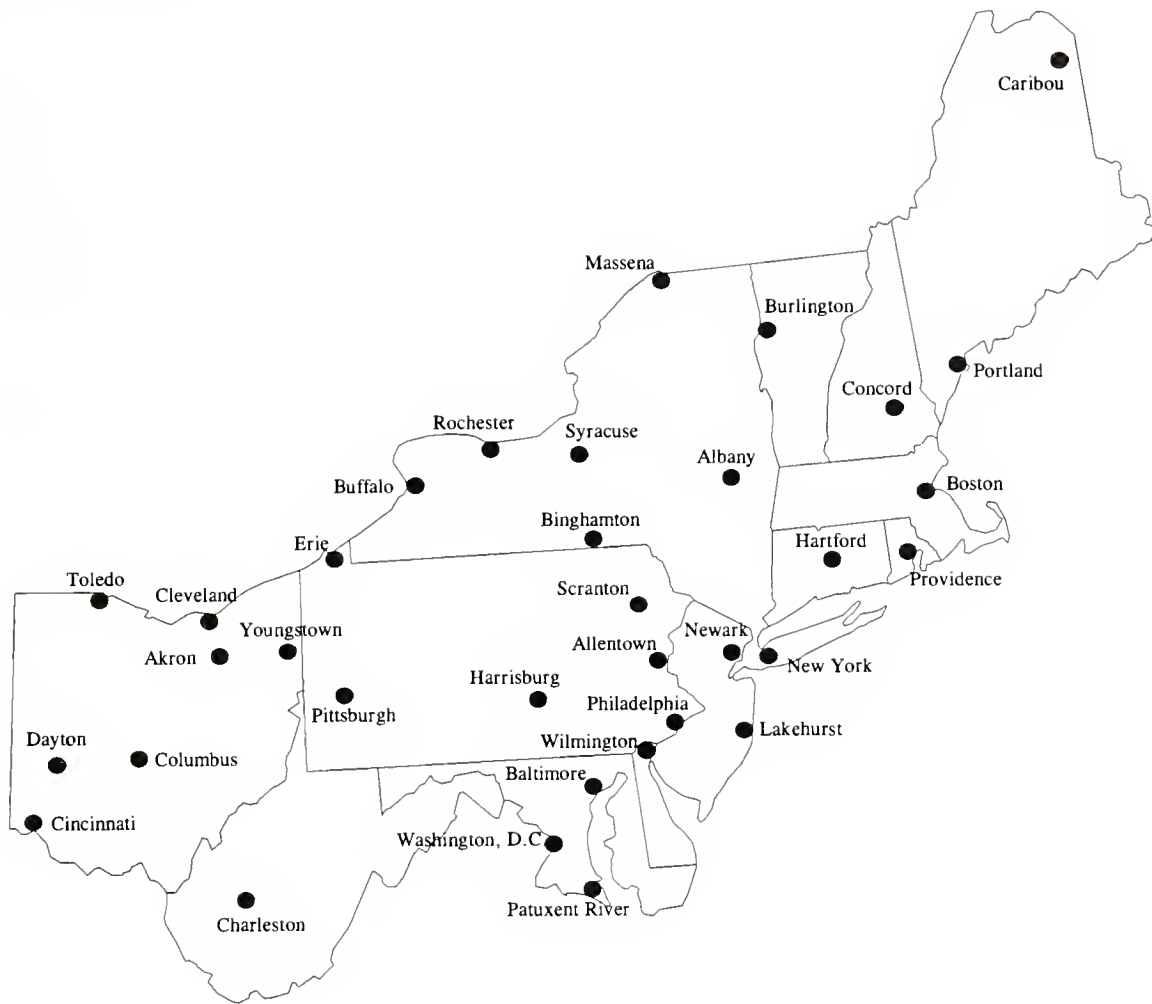 Caribou
Massena
Burlington
Portland
Concord
Rochester
Syracuse
Albany
Buffalo
Boston
Binghamton
Erie
Hartford
Toledo
Cleveland
Scranton
Providence
Youngstown
Newark
Akron
Allentown
New York
Harrisburg
Pittsburgh
Philadelphia
Lakehurst
Dayton
Wilmington
Columbus
Baltimore
Cincinnati
Washington, D.C
Patuxent River
Charleston